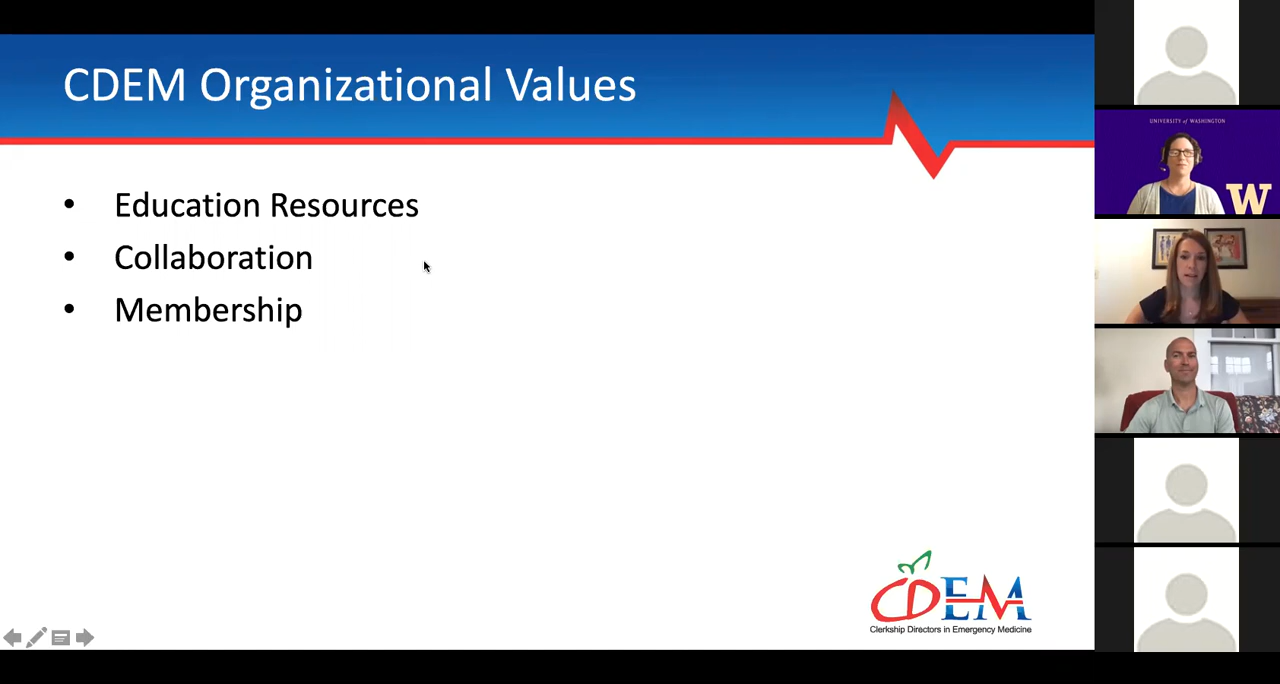 CDEM Organizational Values
• Education Resources
• Collaboration
• Membership
CDEM
Clerkship Directors in Emergency Medicine
UNIVERSITY of WASHINGTON
W